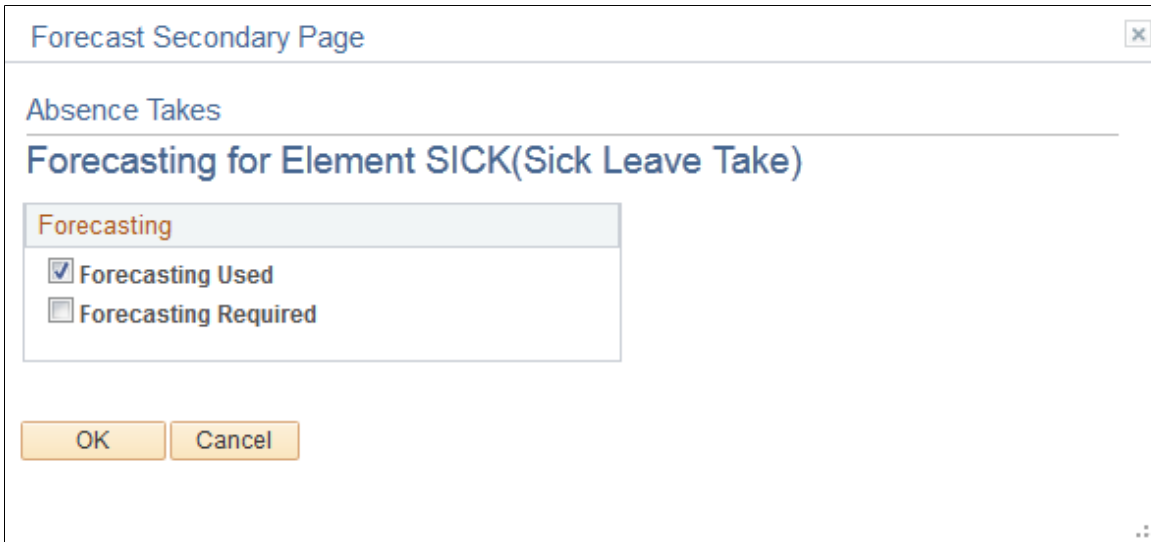 Forecast Secondary Page
Absence Takes
Forecasting for Element SICK(Sick Leave Take)
Forecasting
Forecasting Used
Forecasting Required
OK Cancel